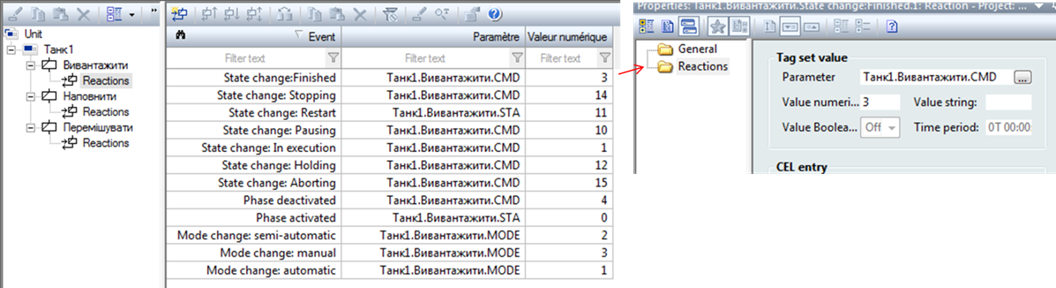 Unit
Танк1
Вивантажити
Reactions
Наповнити
Reactions
Перемішувати
Reactions
Event Paramètre Valeur numérique
Filter text Filter text Filter text
State change:Finished Танк1.Вивантажити.CMD 3
State change: Stopping Танк1.Вивантажити.CMD 14
State change: Restart Танк1.Вивантажити.STA 11
State change: Pausing Танк1.Вивантажити.CMD 10
State change: In execution Танк1.Вивантажити.CMD 1
State change: Holding Танк1.Вивантажити.CMD 12
State change: Aborting Танк1.Вивантажити.CMD 15
Phase deactivated Танк1.Вивантажити.CMD 4
Phase activated Танк1.Вивантажити.STA 0
Mode change: semi-automatic Танк1.Вивантажити.MODE 2
Mode change: manual Танк1.Вивантажити.MODE 3
Mode change: automatic Танк1.Вивантажити.MODE 1
Properties: Танк1.Вивантажити.State change:Finished.1: Reaction - Project: ...
General
Reactions
Tag set value
Parameter Танк1.Вивантажити.CMD ...
Value numeri... 3 Value string:
Value Boolea... Off Time period: 0T 00:00:
CEL entry